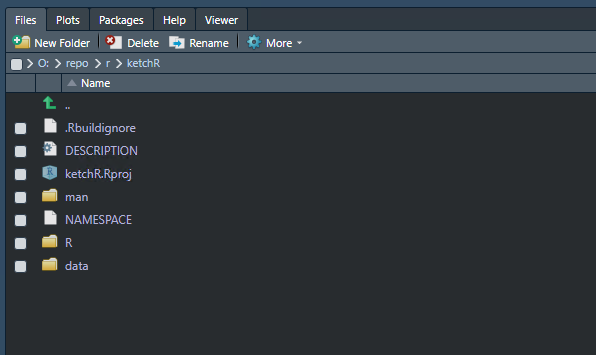 Files Plots Packages Help Viewer
New Folder Delete Rename More
O: repo r ketchR
Name
..
.Rbuildignore
DESCRIPTION
ketchR.Rproj
man
NAMESPACE
R
data